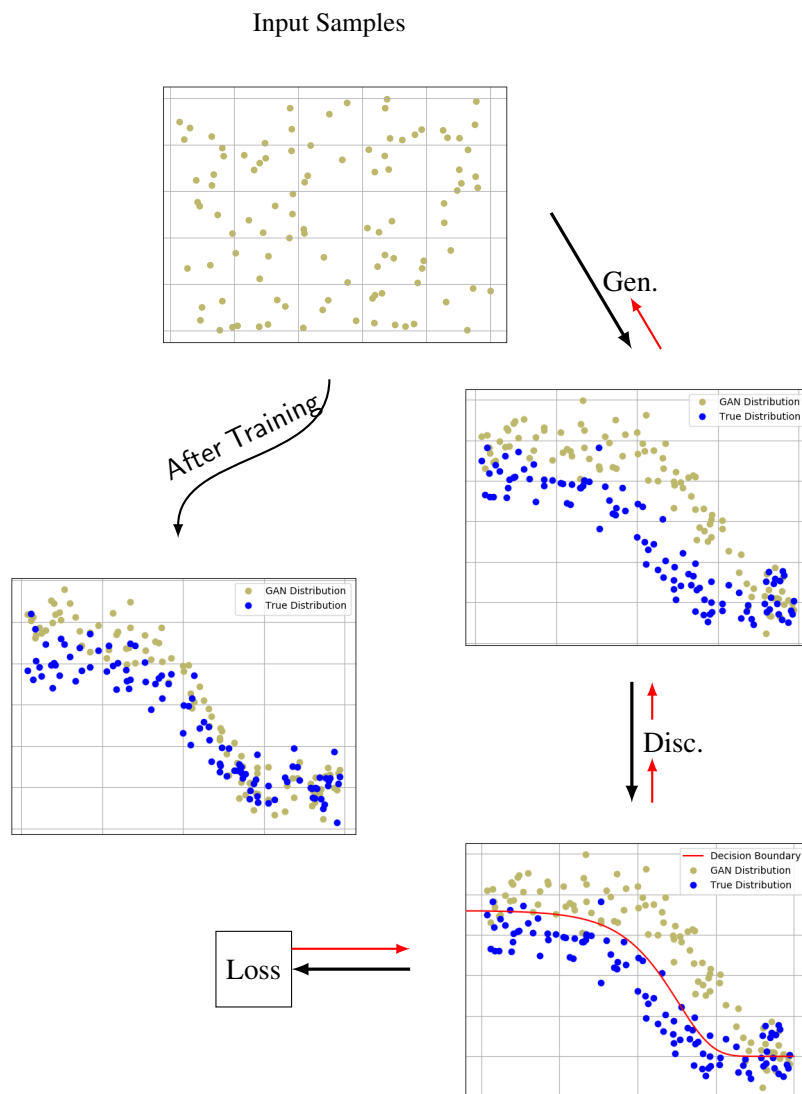 Input Samples
Gen.
GAN Distribution
True Distribution
After Training
GAN Distribution
True Distribution
Disc.
Decision Boundary
GAN Distribution
True Distribution
Loss